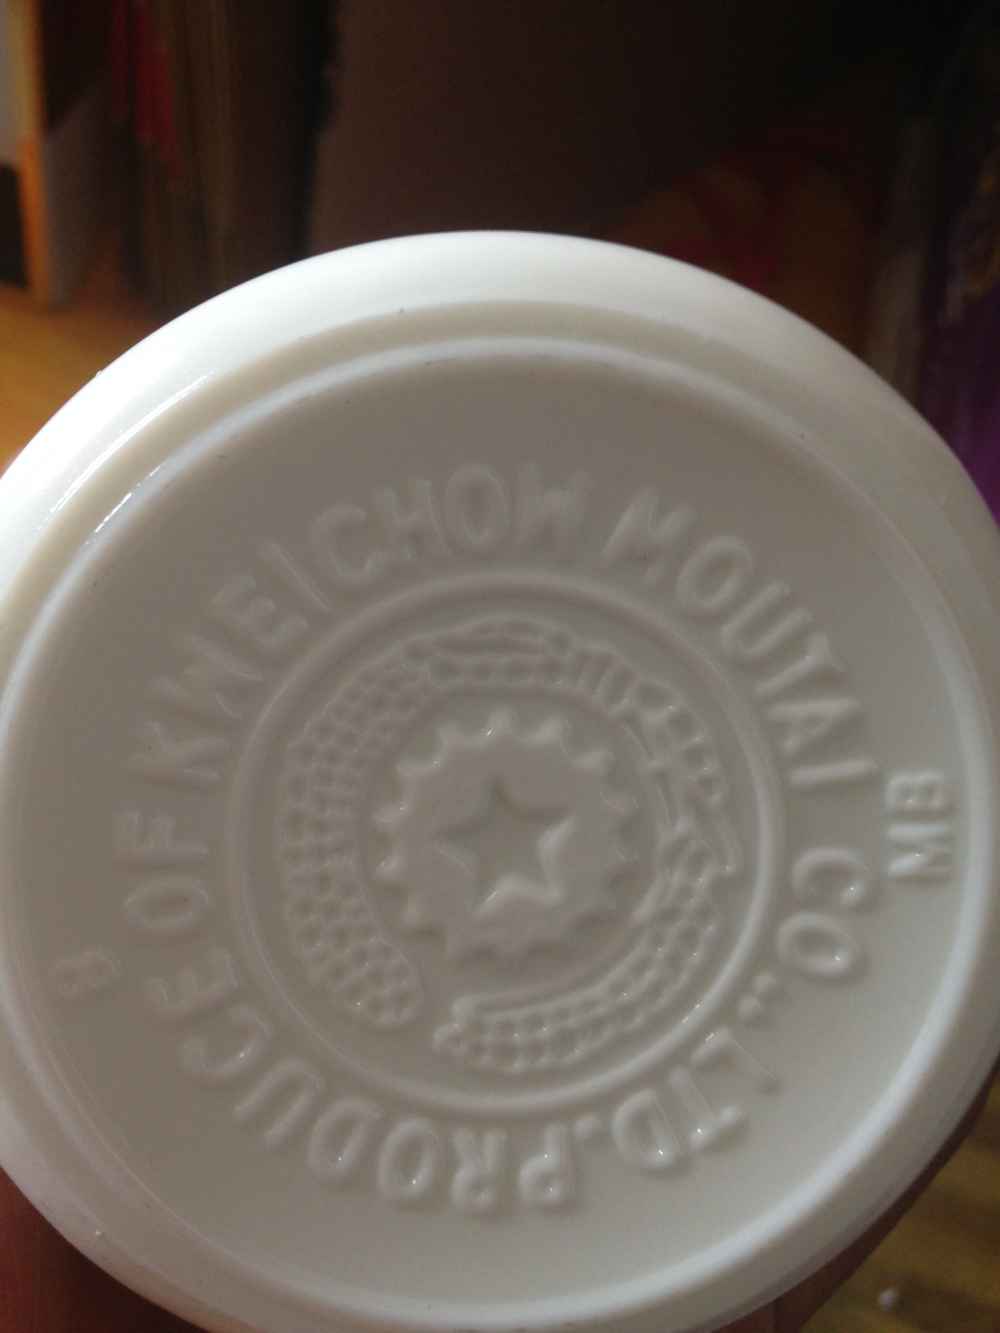 PRODUCE OF KWEICHOW MOUTAI CO.,LTD.
MB
8